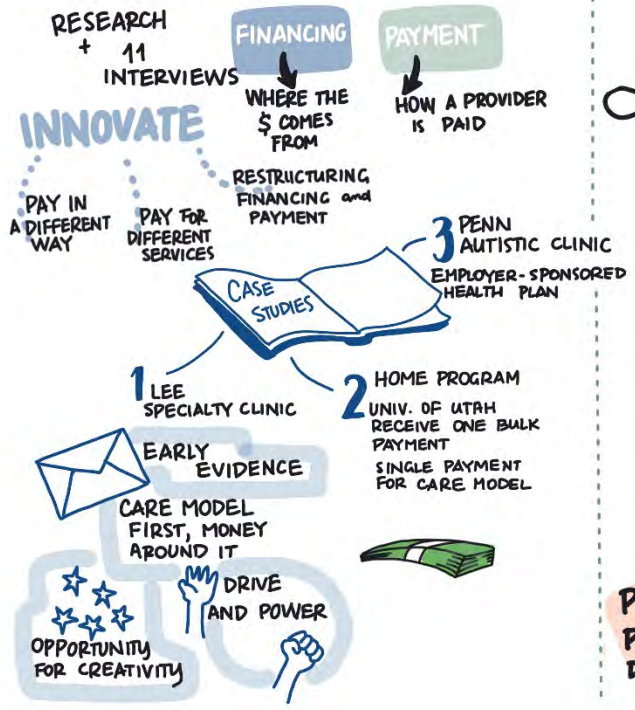 RESEARCH
+ 11
INTERVIEWS
FINANCING
WHERE THE
$ COMES
FROM
PAYMENT
HOW A PROVIDER
IS PAID
INNOVATE
PAY IN
A DIFFERENT
WAY
PAY FOR
DIFFERENT
SERVICES
RESTRUCTURING
FINANCING and
PAYMENT
CASE
STUDIES
1 LEE
SPECIALTY CLINIC
2 HOME PROGRAM
UNIV. OF UTAH
RECEIVE ONE BULK
PAYMENT
SINGLE PAYMENT
FOR CARE MODEL
3 PENN
AUTISTIC CLINIC
EMPLOYER-SPONSORED
HEALTH PLAN
EARLY
EVIDENCE
CARE MODEL
FIRST, MONEY
AROUND IT
DRIVE
AND POWER
OPPORTUNITY
FOR CREATIVITY